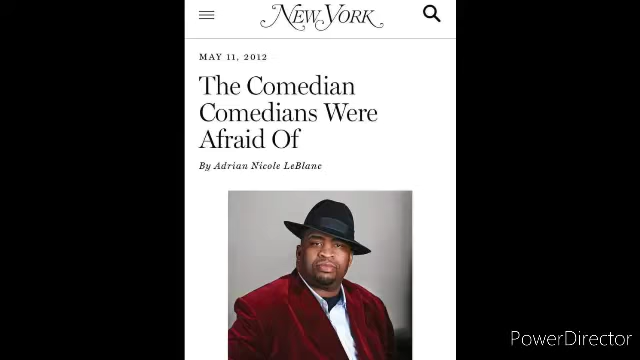 NEW YORK
MAY 11, 2012
The Comedian
Comedians Were
Afraid Of
By Adrian Nicole LeBlanc
PowerDirector